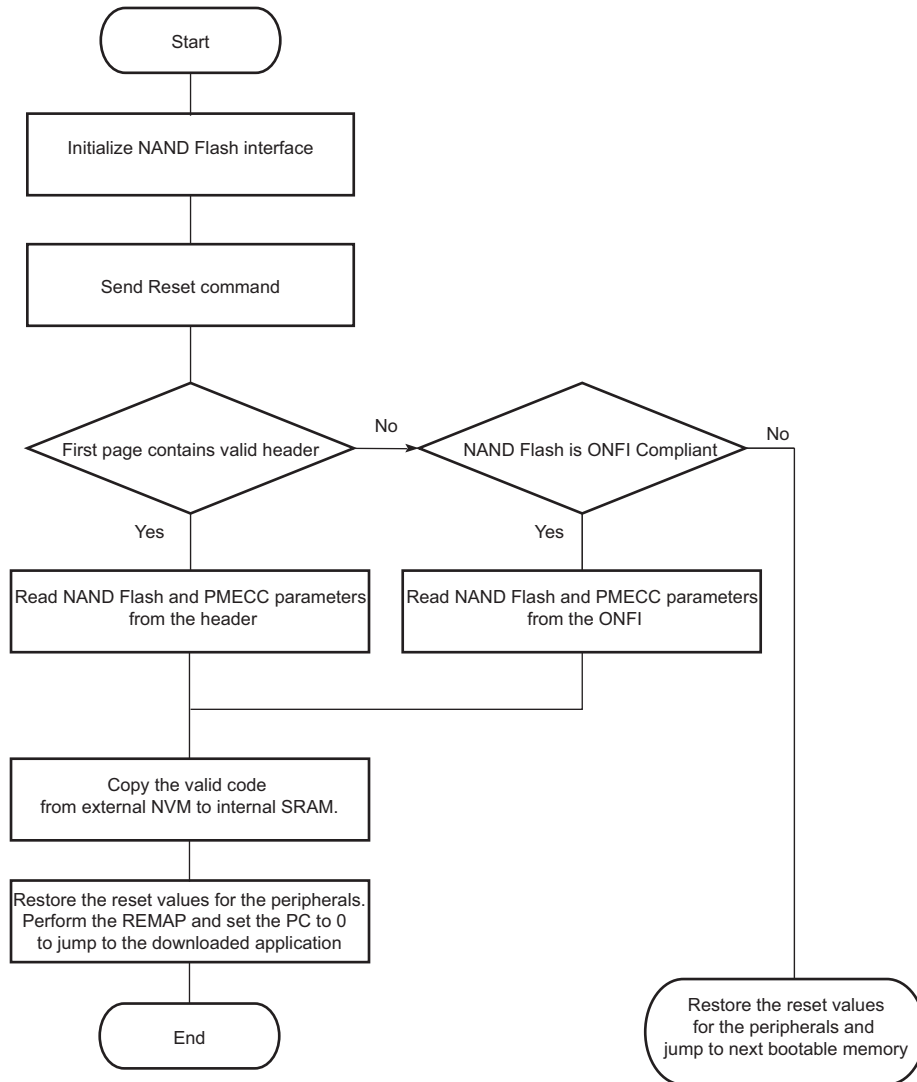 Start
Initialize NAND Flash interface
Send Reset command
First page contains valid header
No
NAND Flash is ONFI Compliant
No
Yes
Yes
Read NAND Flash and PMECC parameters
from the header
Read NAND Flash and PMECC parameters
from the ONFI
Copy the valid code
from external NVM to internal SRAM.
Restore the reset values for the peripherals.
Perform the REMAP and set the PC to 0
to jump to the downloaded application
End
Restore the reset values
for the peripherals and
jump to next bootable memory